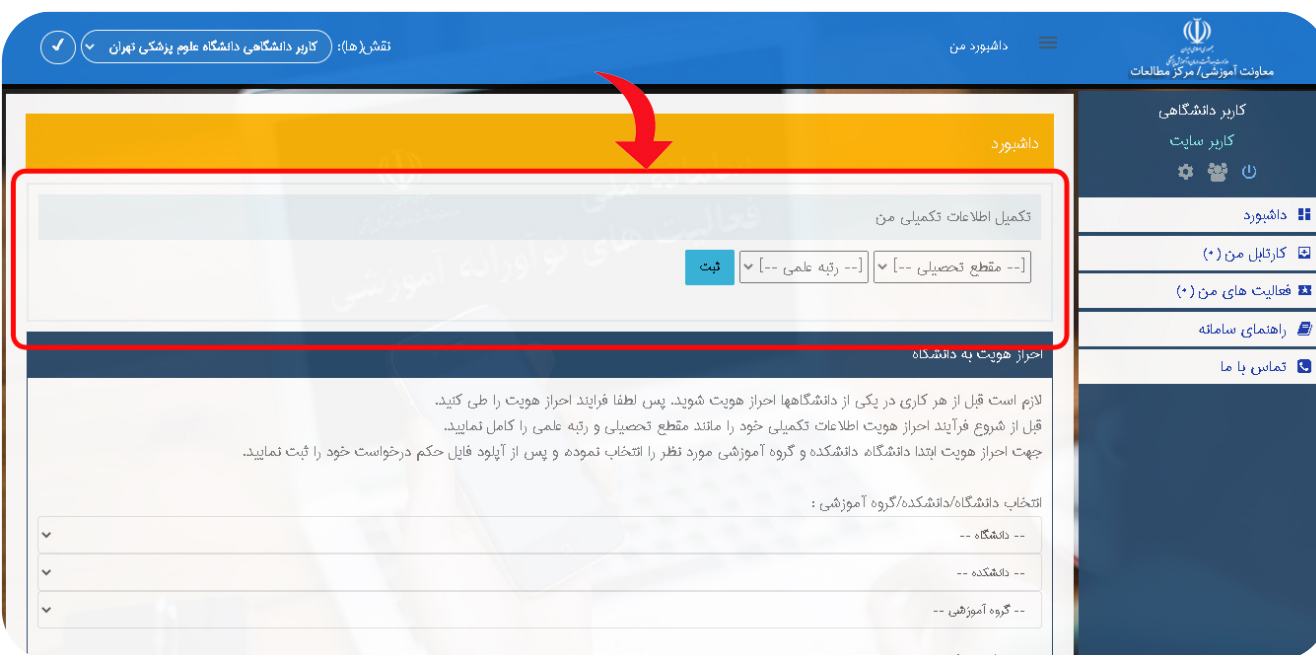 معاونت آموزشی/ مرکز مطالعات
داشبورد من
نقش(ها):
کاربر دانشگاهی دانشگاه علوم پزشکی تهران
کاربر دانشگاهی
کاربر سایت
داشبورد
کارتابل من (۰)
فعالیت های من (۰)
راهنمای سامانه
تماس با ما
داشبورد
تکمیل اطلاعات تکمیلی من
[-- مقطع تحصیلی --]
[-- رتبه علمی --]
ثبت
احراز هویت به دانشگاه
لازم است قبل از هر کاری در یکی از دانشگاهها احراز هویت شوید. پس لطفا فرایند احراز هویت را طی کنید.
قبل از شروع فرآیند احراز هویت اطلاعات تکمیلی خود را مانند مقطع تحصیلی و رتبه علمی را کامل نمایید.
جهت احراز هویت ابتدا دانشگاه، دانشکده و گروه آموزشی مورد نظر را انتخاب نموده، و پس از آپلود فایل حکم درخواست خود را ثبت نمایید.
انتخاب دانشگاه/دانشکده/گروه آموزشی :
-- دانشگاه --
-- دانشکده --
-- گروه آموزشی --
فعالیت های نوآورانه آموزشی